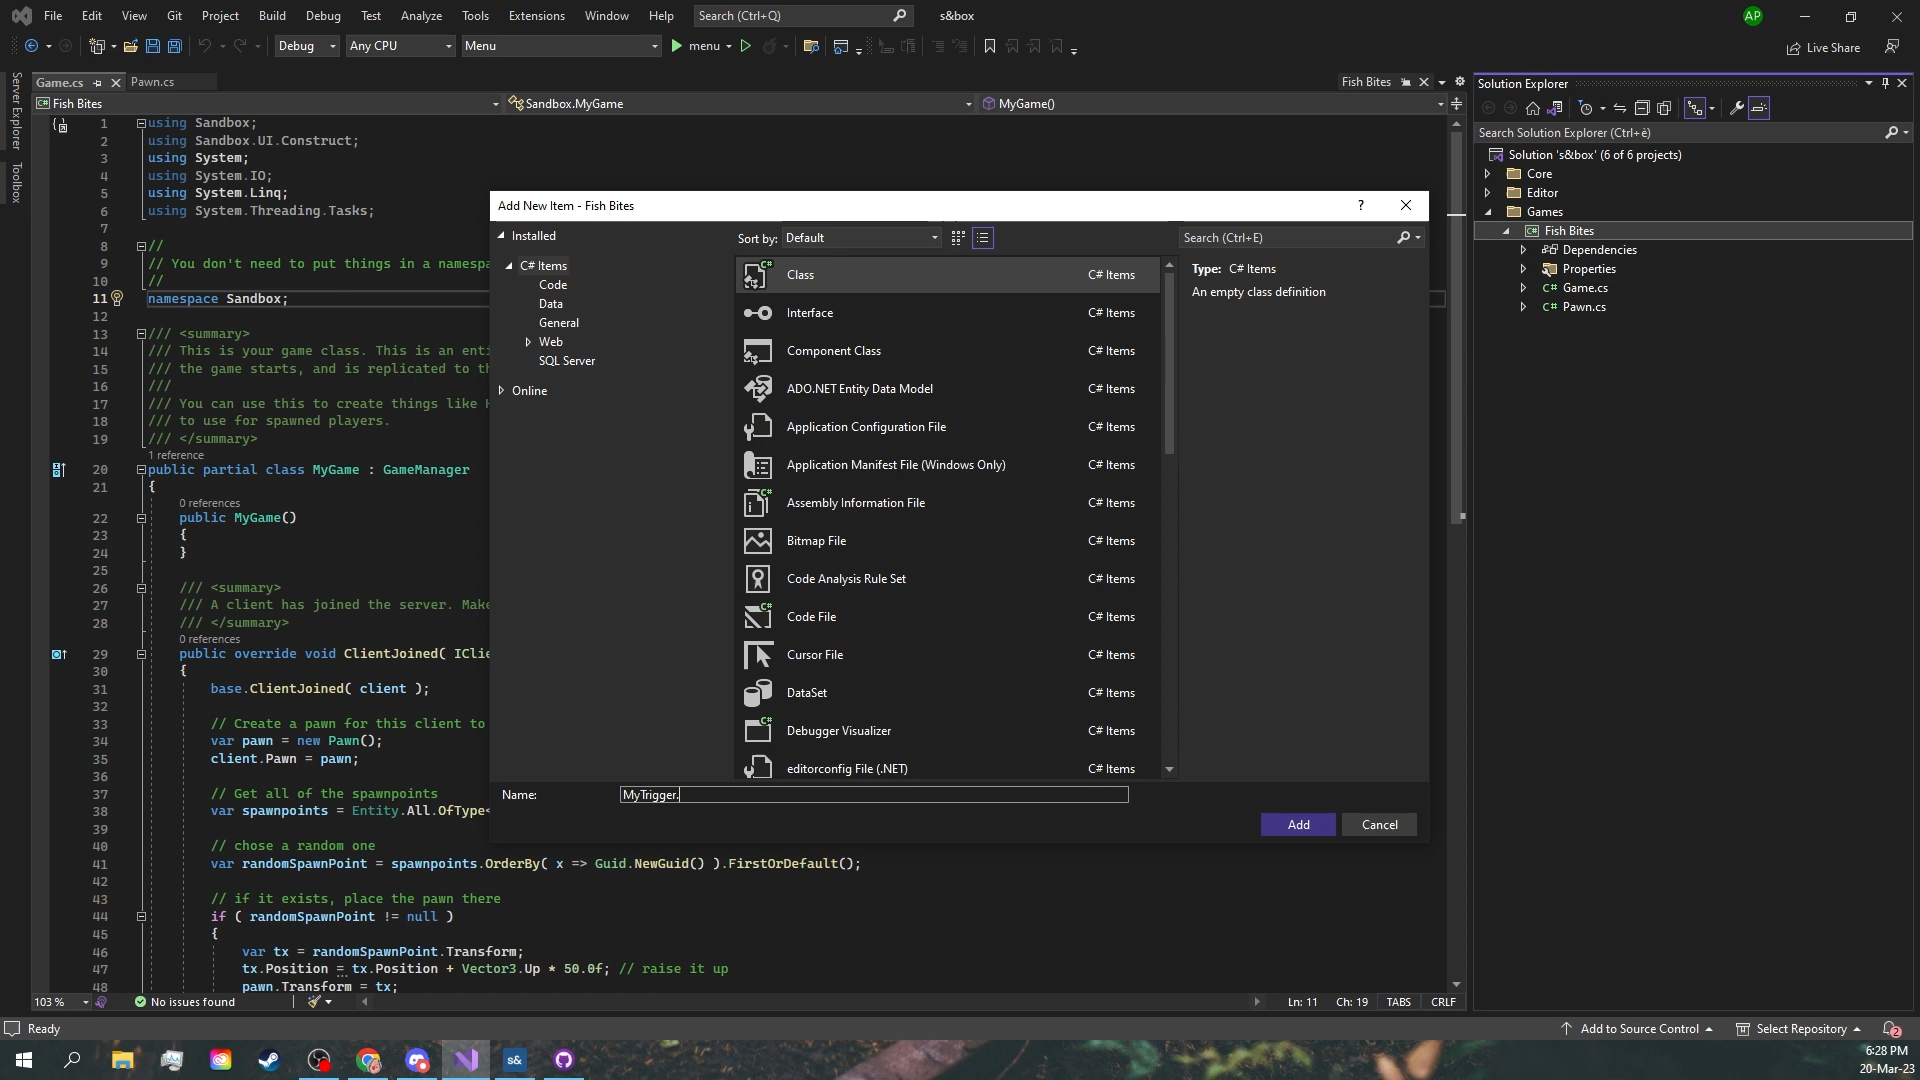 File Edit View Git Project Build Debug Test Analyze Tools Extensions Window Help Search (Ctrl+Q) s&box AP
Debug Any CPU Menu menu Live Share
Server Explorer
Toolbox
Game.cs Pawn.cs Fish Bites
Fish Bites Sandbox.MyGame MyGame()
1 using Sandbox;
2 using Sandbox.UI.Construct;
3 using System;
4 using System.IO;
5 using System.Linq;
6 using System.Threading.Tasks;
7
8 //
9 // You don't need to put things in a namespa
10 //
11 namespace Sandbox;
12
13 /// <summary>
14 /// This is your game class. This is an enti
15 /// the game starts, and is replicated to th
16 ///
17 /// You can use this to create things like H
18 /// to use for spawned players.
19 /// </summary>
1 reference
20 public partial class MyGame : GameManager
21 {
0 references
22 public MyGame()
23 {
24 }
25
26 /// <summary>
27 /// A client has joined the server. Make
28 /// </summary>
0 references
29 public override void ClientJoined( IClie
30 {
31 base.ClientJoined( client );
32
33 // Create a pawn for this client to
34 var pawn = new Pawn();
35 client.Pawn = pawn;
36
37 // Get all of the spawnpoints
38 var spawnpoints = Entity.All.OfType<
39
40 // chose a random one
41 var randomSpawnPoint = spawnpoints.OrderBy( x => Guid.NewGuid() ).FirstOrDefault();
42
43 // if it exists, place the pawn there
44 if ( randomSpawnPoint != null )
45 {
46 var tx = randomSpawnPoint.Transform;
47 tx.Position = tx.Position + Vector3.Up * 50.0f; // raise it up
48 pawn.Transform = tx;
Add New Item - Fish Bites ?
Installed
C# Items
Code
Data
General
Web
SQL Server
Online
Sort by: Default
Search (Ctrl+E)
Class C# Items
Interface C# Items
Component Class C# Items
ADO.NET Entity Data Model C# Items
Application Configuration File C# Items
Application Manifest File (Windows Only) C# Items
Assembly Information File C# Items
Bitmap File C# Items
Code Analysis Rule Set C# Items
Code File C# Items
Cursor File C# Items
DataSet C# Items
Debugger Visualizer C# Items
editorconfig File (.NET) C# Items
Type: C# Items
An empty class definition
Name: MyTrigger.
Add Cancel
Solution Explorer
Search Solution Explorer (Ctrl+è)
Solution 's&box' (6 of 6 projects)
Core
Editor
Games
C# Fish Bites
Dependencies
Properties
C# Game.cs
C# Pawn.cs
103 % No issues found Ln: 11 Ch: 19 TABS CRLF
Ready Add to Source Control Select Repository 2
s&
6:28 PM
20-Mar-23